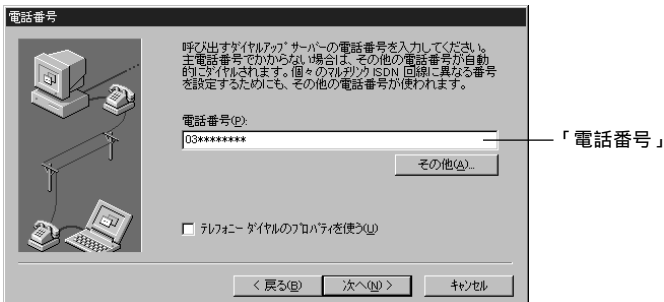 電話番号
呼び出すダイヤルアップ サーバーの電話番号を入力してください。
主電話番号でかからない場合は、その他の電話番号が自動
的にダイヤルされます。個々のマルチリンク ISDN 回線に異なる番号
を設定するためにも、その他の電話番号が使われます。
電話番号(P):
03********
「電話番号」
その他(A)...
テレフォニー ダイヤルのプロパティを使う(U)
< 戻る(B)
次へ(N) >
キャンセル